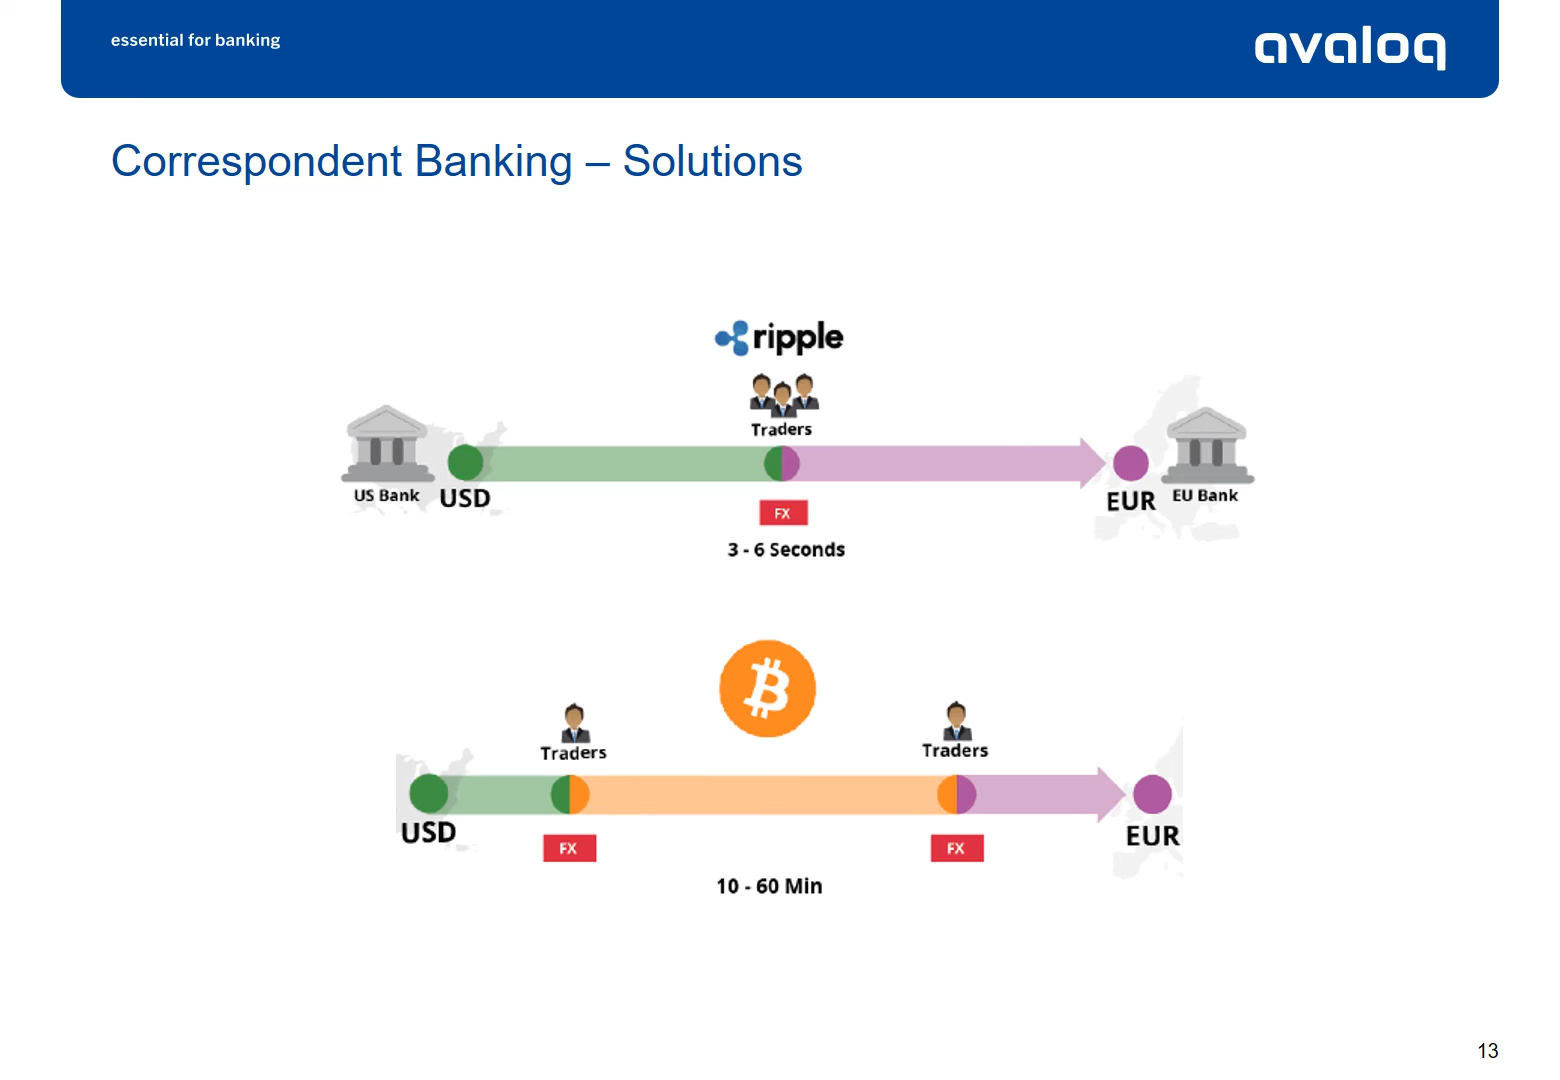 essential for banking
avaloq
Correspondent Banking – Solutions
ripple
Traders
US Bank
USD
EUR
EU Bank
FX
3 - 6 Seconds
Traders
Traders
USD
EUR
FX
FX
10 - 60 Min
13